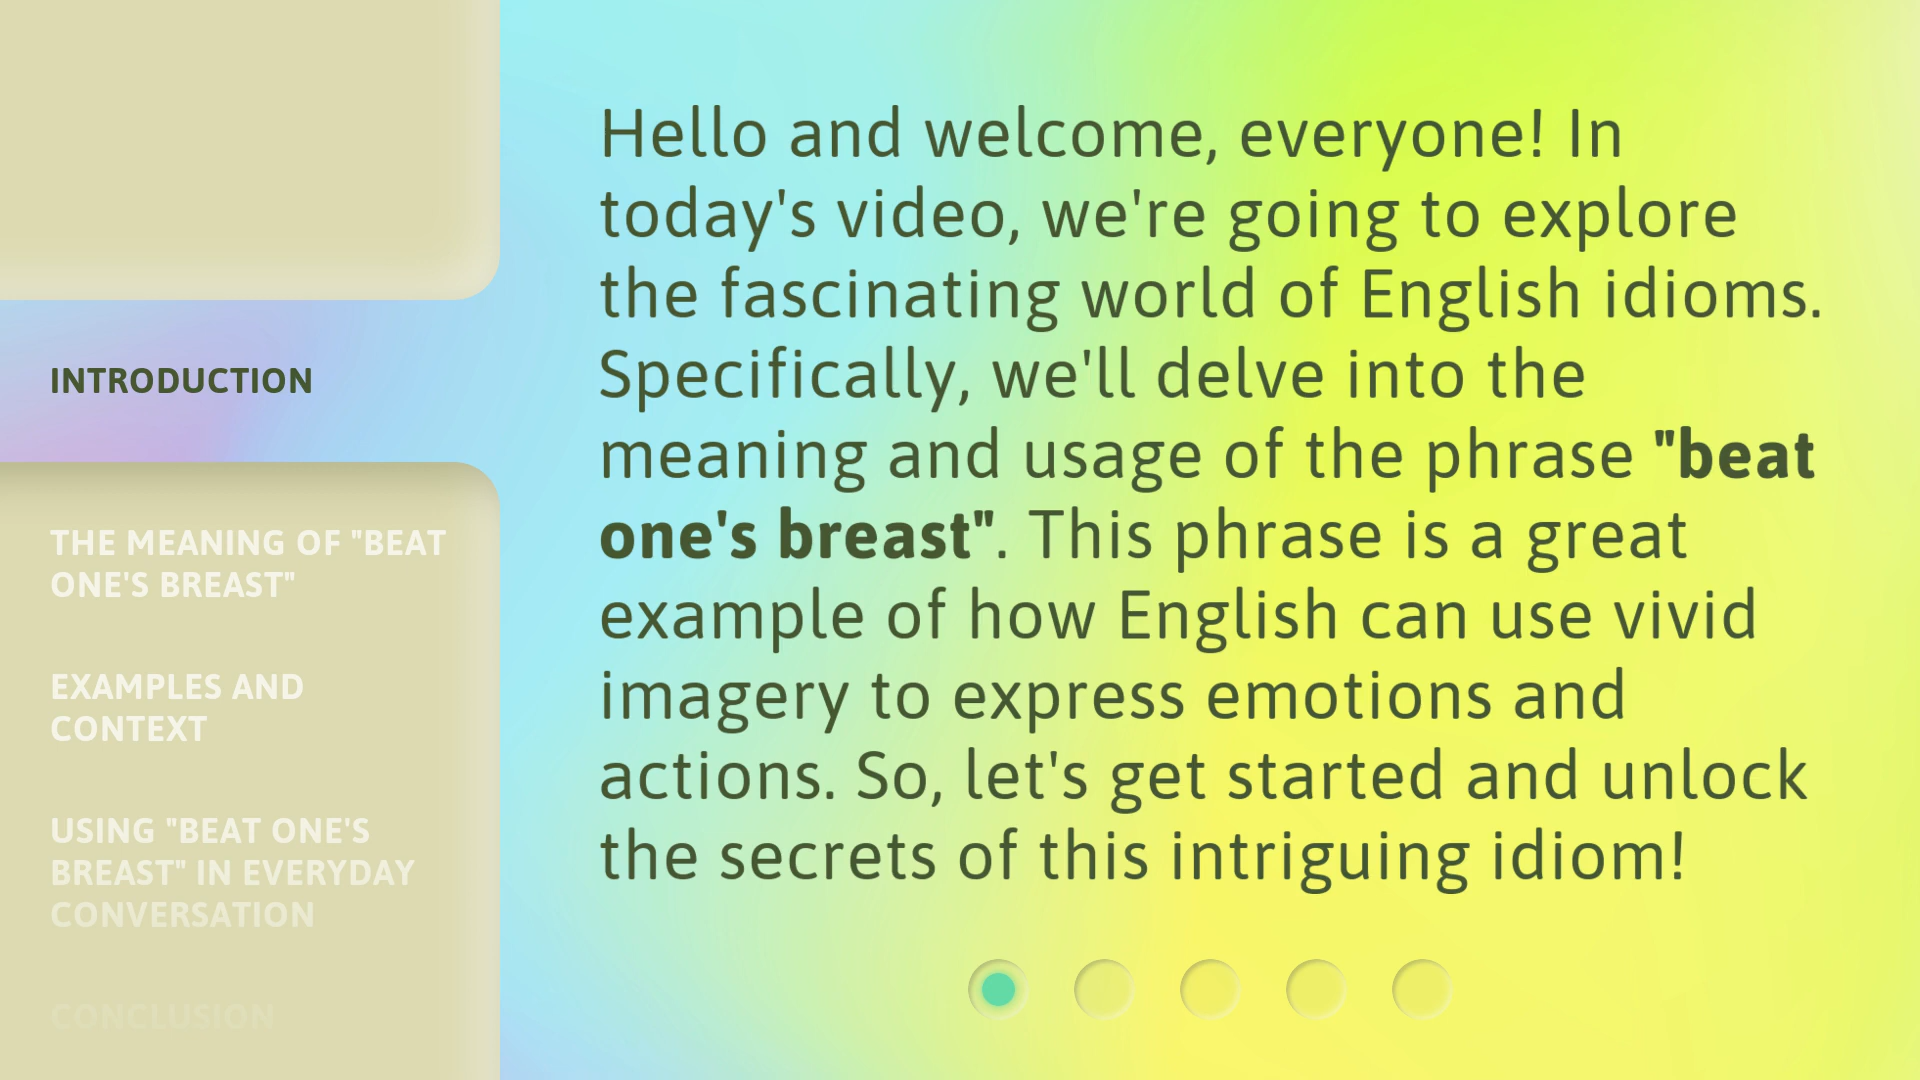 INTRODUCTION
THE MEANING OF "BEAT
ONE'S BREAST"
EXAMPLES AND
CONTEXT
USING "BEAT ONE'S
BREAST" IN EVERYDAY
CONVERSATION
CONCLUSION
Hello and welcome, everyone! In
today's video, we're going to explore
the fascinating world of English idioms.
Specifically, we'll delve into the
meaning and usage of the phrase "beat
one's breast". This phrase is a great
example of how English can use vivid
imagery to express emotions and
actions. So, let's get started and unlock
the secrets of this intriguing idiom!